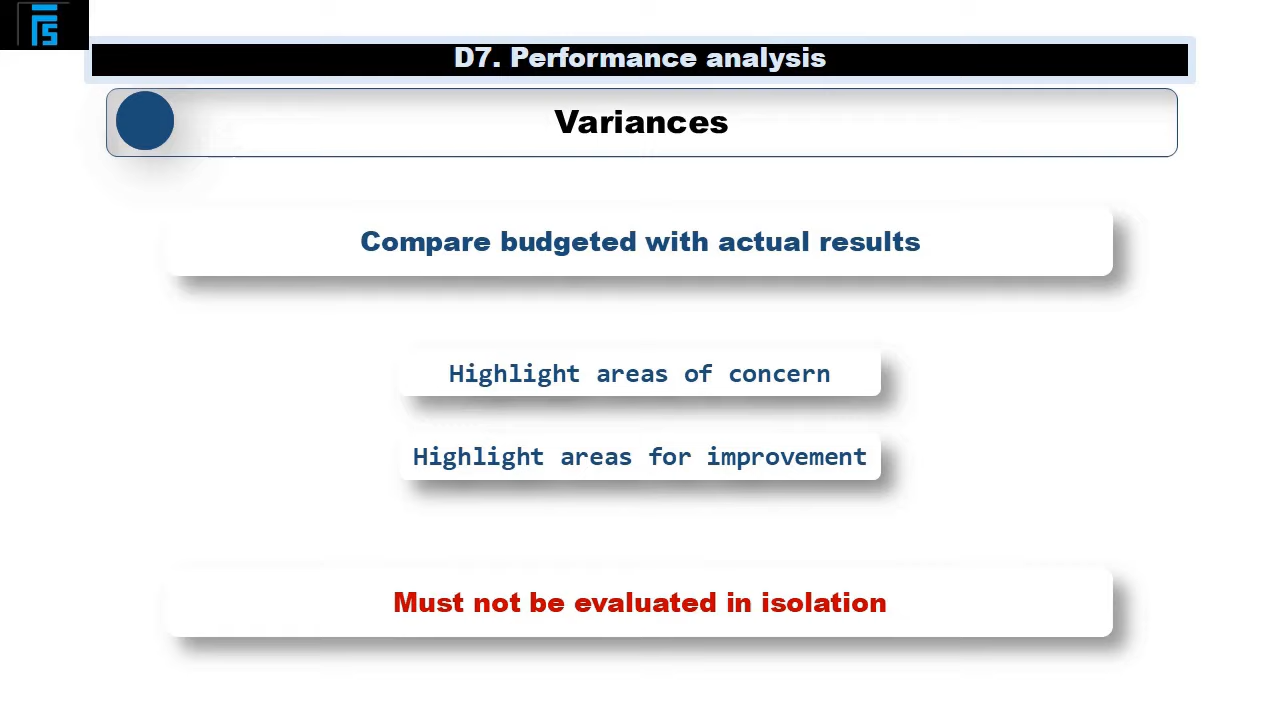 D7. Performance analysis
Variances
Compare budgeted with actual results
Highlight areas of concern
Highlight areas for improvement
Must not be evaluated in isolation